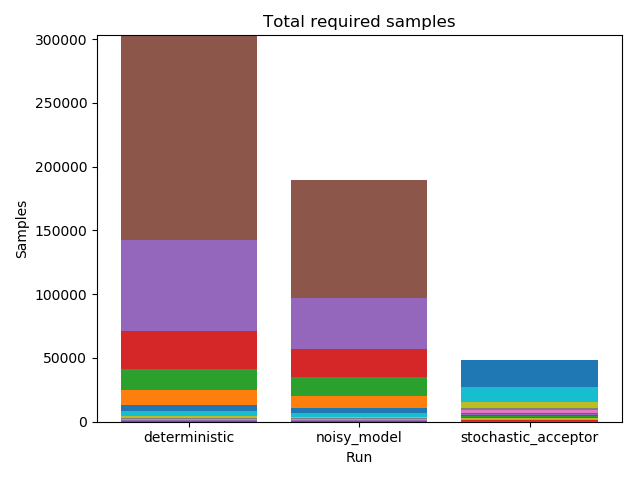 Total required samples
300000
250000
200000
150000
100000
50000
0
Samples
deterministic
noisy_model
stochastic_acceptor
Run